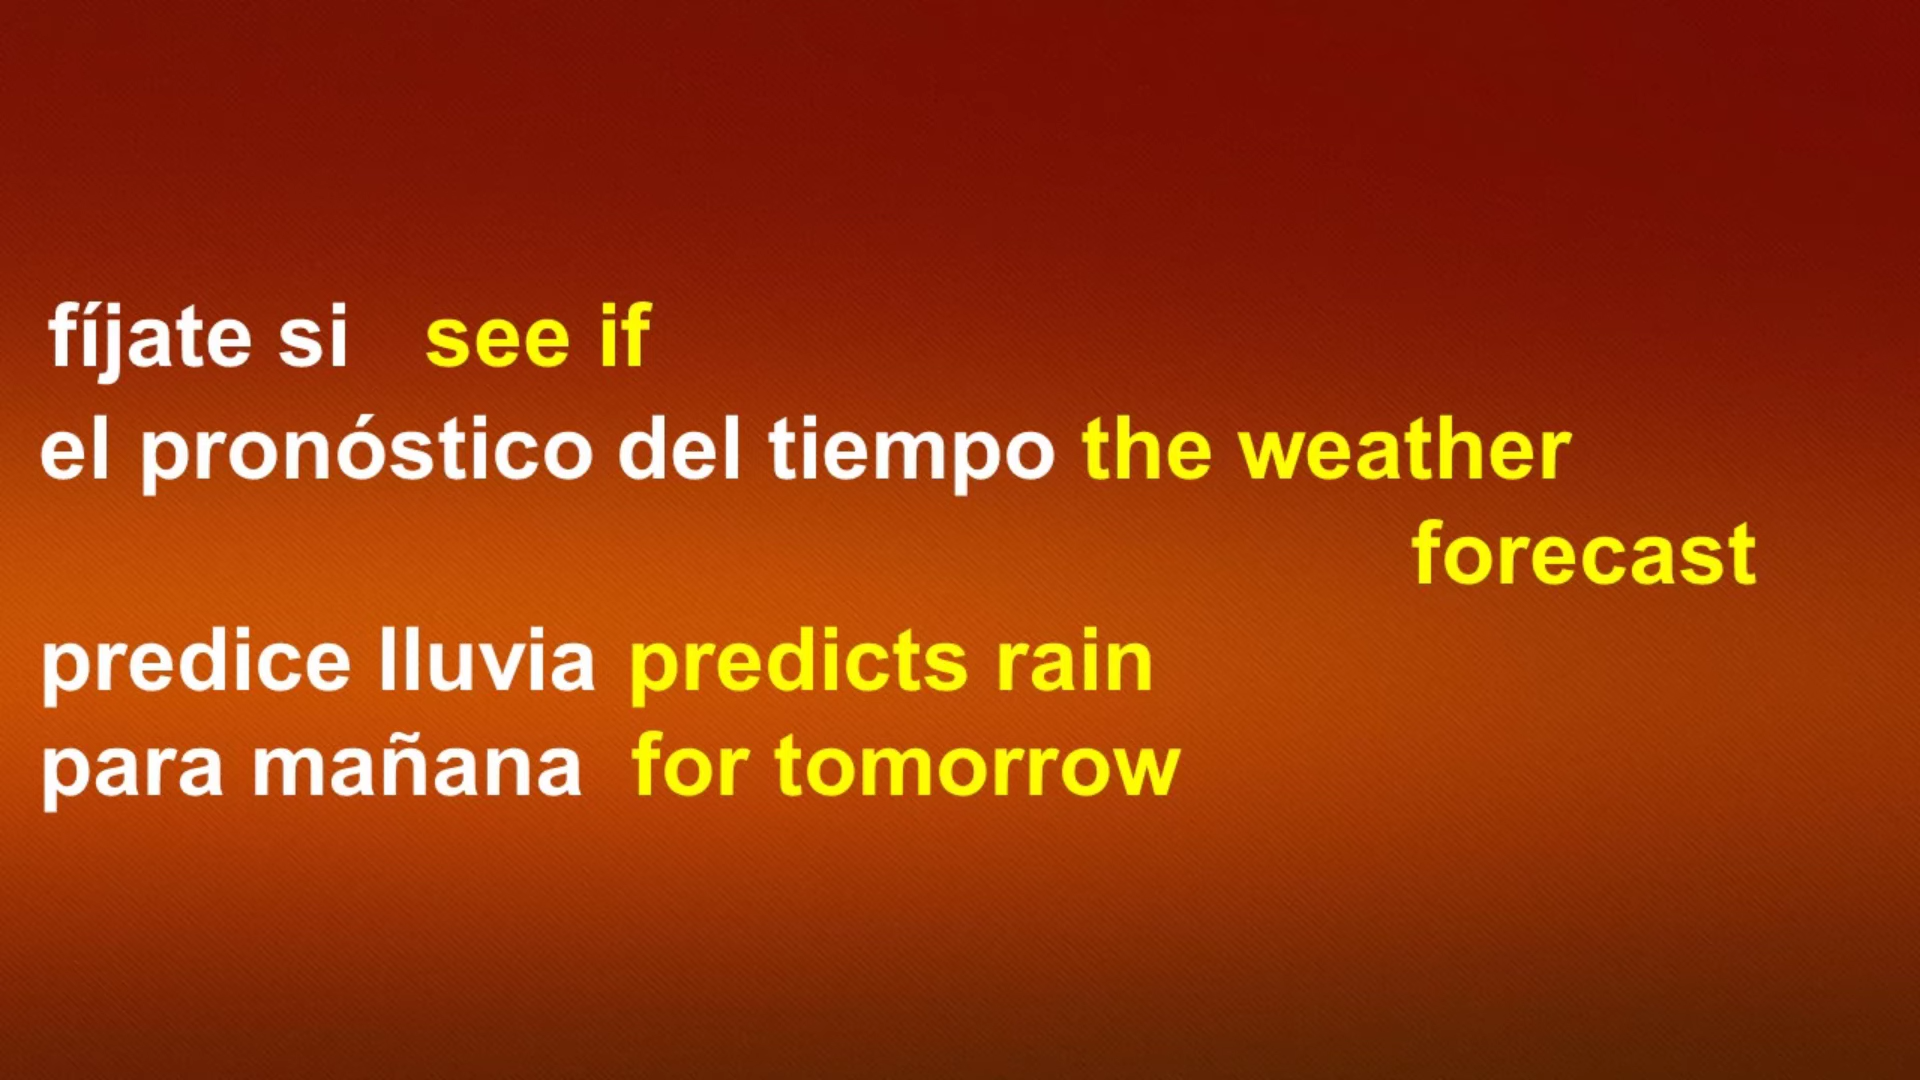 fíjate si see if
el pronóstico del tiempo the weather
forecast
predice lluvia predicts rain
para mañana for tomorrow